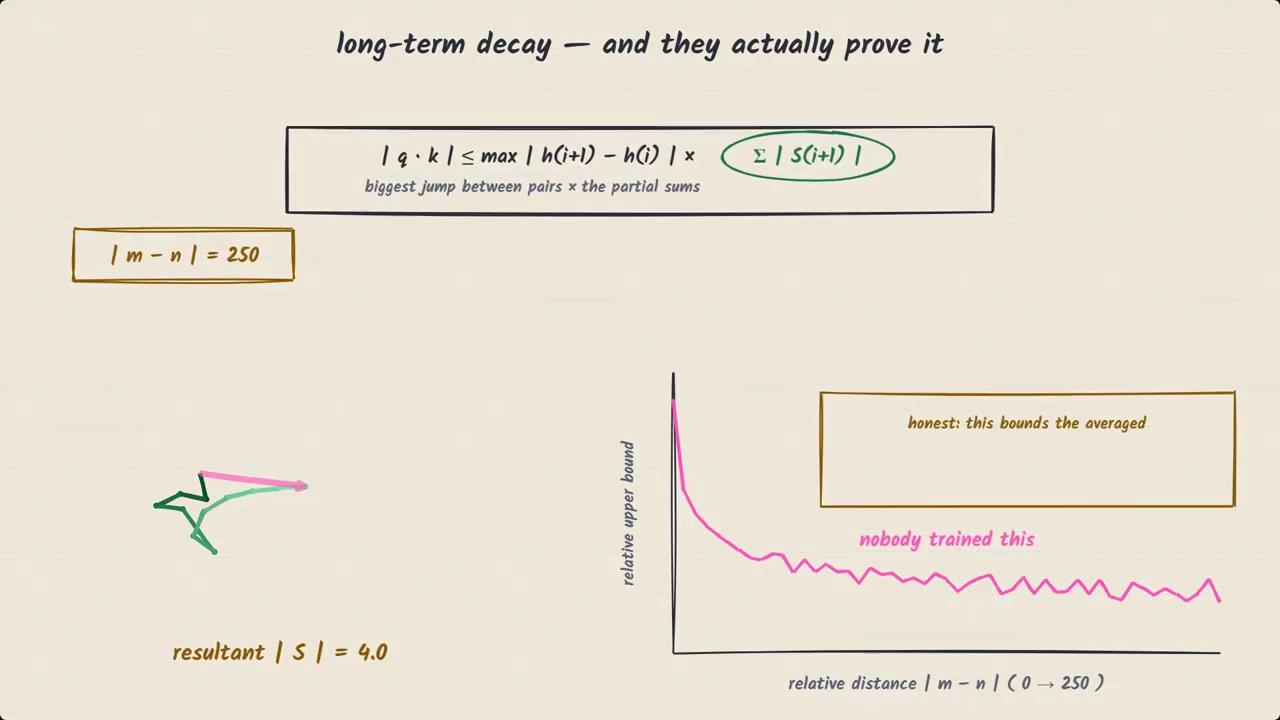 long-term decay — and they actually prove it
| q · k | ≤ max | h(i+1) − h(i) | × Σ | S(i+1) |
biggest jump between pairs × the partial sums
| m − n | = 250
honest: this bounds the averaged
nobody trained this
relative upper bound
resultant | S | = 4.0
relative distance | m − n | ( 0 → 250 )